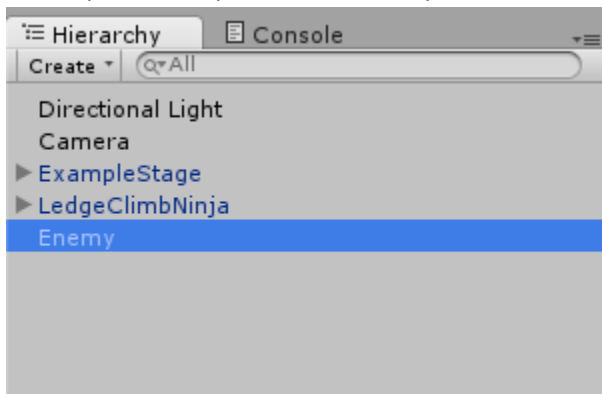 Hierarchy Console
Create All
Directional Light
Camera
ExampleStage
LedgeClimbNinja
Enemy